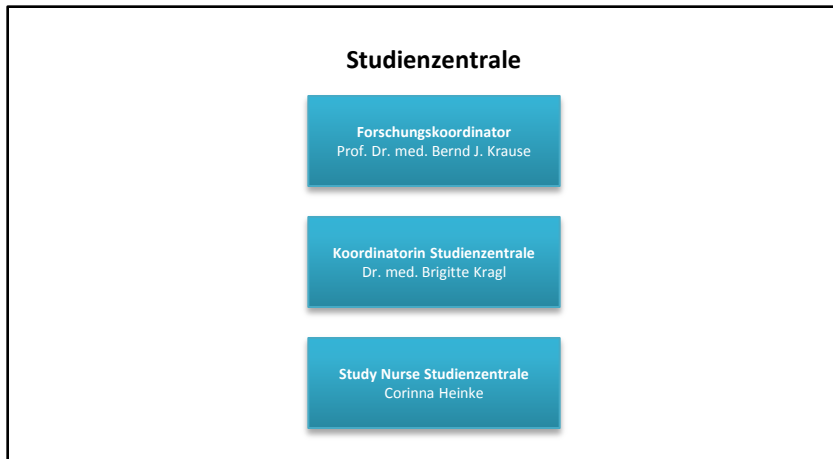 Studienzentrale
Forschungskoordinator
Prof. Dr. med. Bernd J. Krause
Koordinatorin Studienzentrale
Dr. med. Brigitte Kragl
Study Nurse Studienzentrale
Corinna Heinke